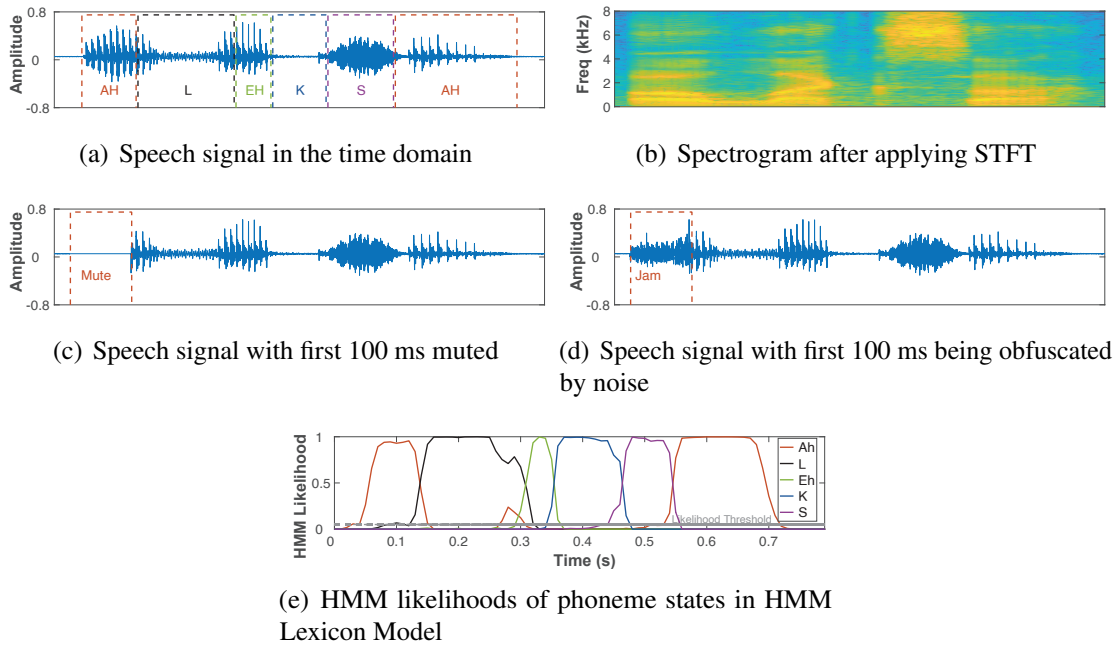 Amplitude
0.8
0
-0.8
AH L EH K S AH
(a) Speech signal in the time domain
Freq (kHz)
8
6
4
2
0
(b) Spectrogram after applying STFT
Amplitude
0.8
0
-0.8
Mute
(c) Speech signal with first 100 ms muted
Amplitude
0.8
0
-0.8
Jam
(d) Speech signal with first 100 ms being obfuscated
by noise
HMM Likelihood
1
0.5
0
Ah
L
Eh
K
S
Likelihood Threshold
0 0.1 0.2 0.3 0.4 0.5 0.6 0.7
Time (s)
(e) HMM likelihoods of phoneme states in HMM
Lexicon Model